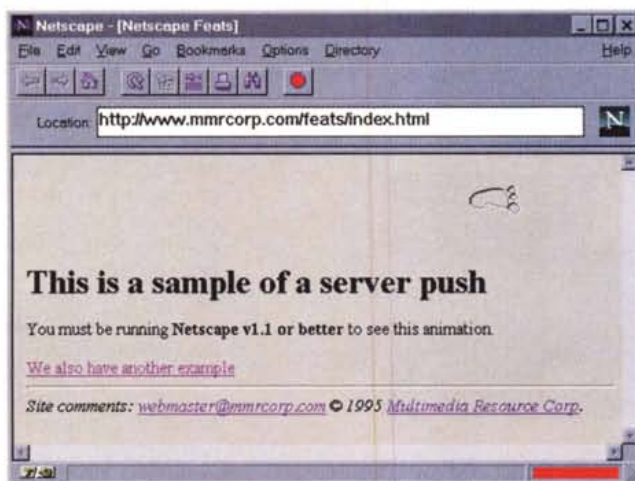 Netscape - [Netscape Feats]
File Edit View Go Bookmarks Options Directory Help
Location: http://www.mmrcorp.com/feats/index.html
N
This is a sample of a server push
You must be running Netscape v1.1 or better to see this animation.
We also have another example
Site comments: webmaster@mmrcorp.com © 1995 Multimedia Resource Corp.